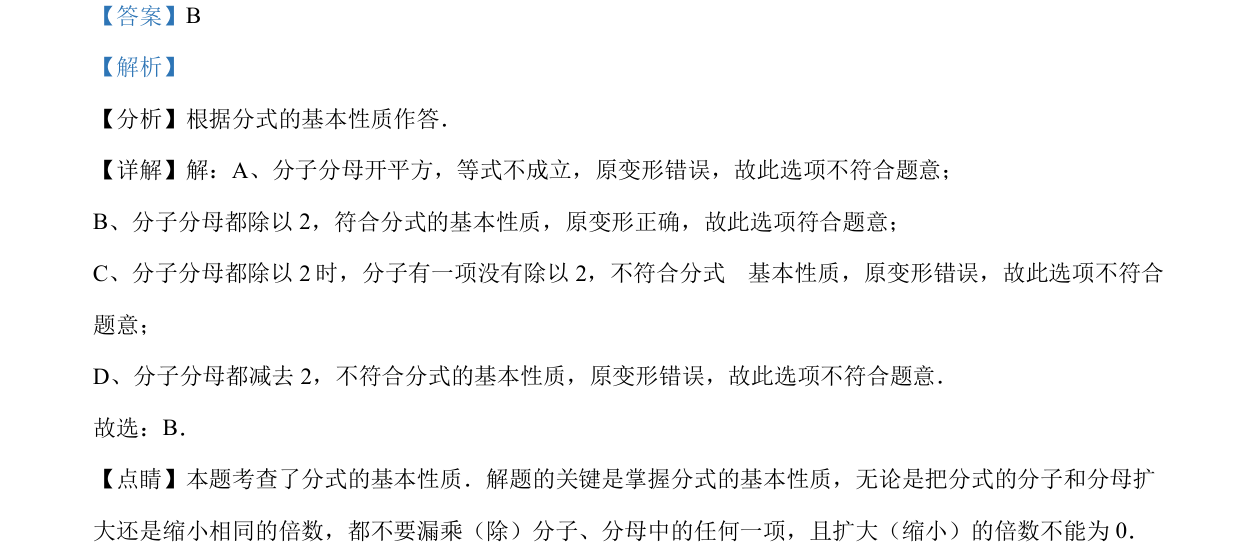 【答案】B
【解析】
【分析】根据分式的基本性质作答．
【详解】解：A、分子分母开平方，等式不成立，原变形错误，故此选项不符合题意；
B、分子分母都除以 2，符合分式的基本性质，原变形正确，故此选项符合题意；
C、分子分母都除以 2 时，分子有一项没有除以 2，不符合分式　基本性质，原变形错误，故此选项不符合
题意；
D、分子分母都减去 2，不符合分式的基本性质，原变形错误，故此选项不符合题意．
故选：B．
【点睛】本题考查了分式的基本性质．解题的关键是掌握分式的基本性质，无论是把分式的分子和分母扩
大还是缩小相同的倍数，都不要漏乘（除）分子、分母中的任何一项，且扩大（缩小）的倍数不能为 0．